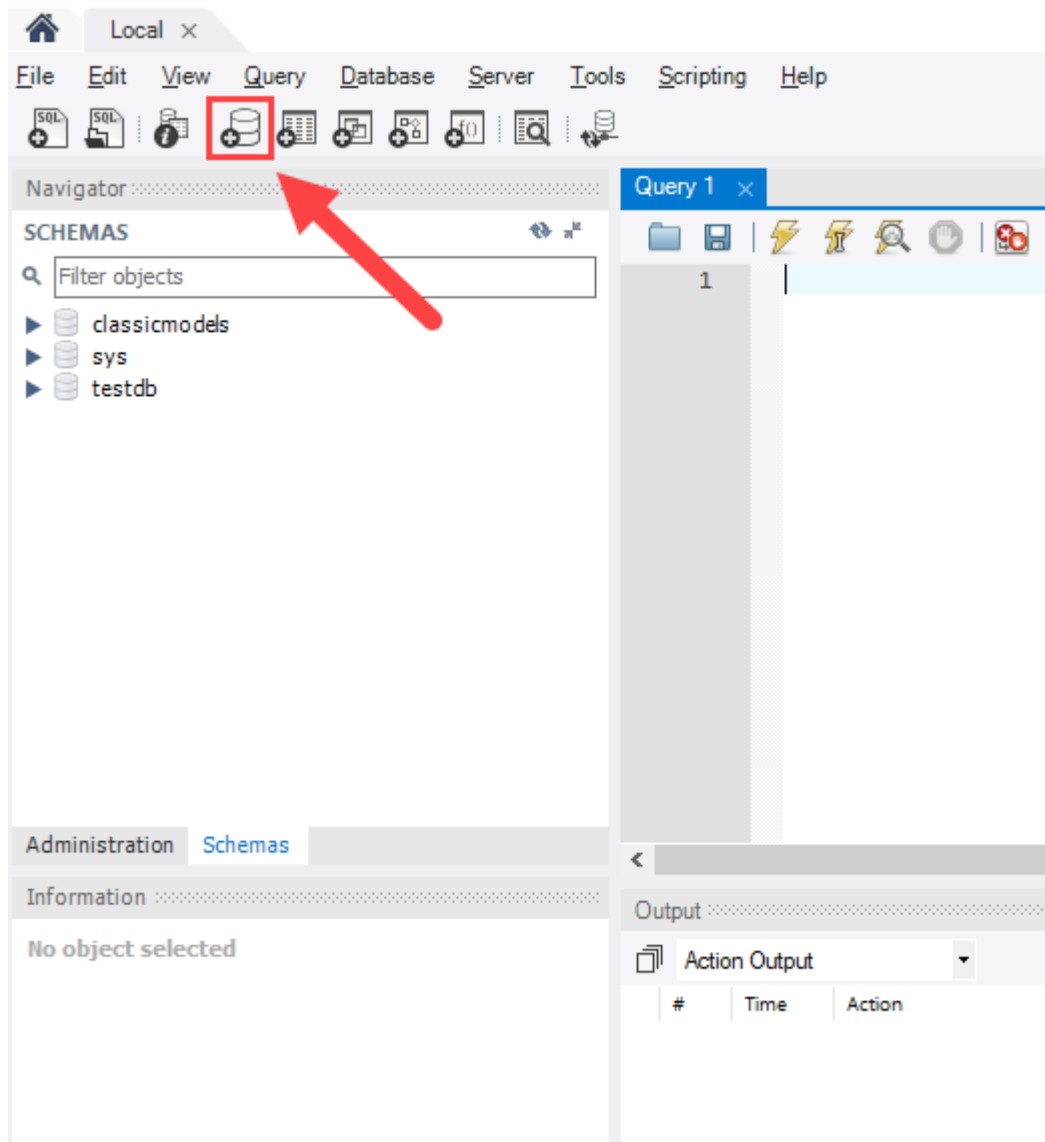 Local
File Edit View Query Database Server Tools Scripting Help
SQL SQL
Navigator
SCHEMAS
Filter objects
classicmodels
sys
testdb
Administration Schemas
Information
No object selected
Query 1
1
Output
Action Output
# Time Action